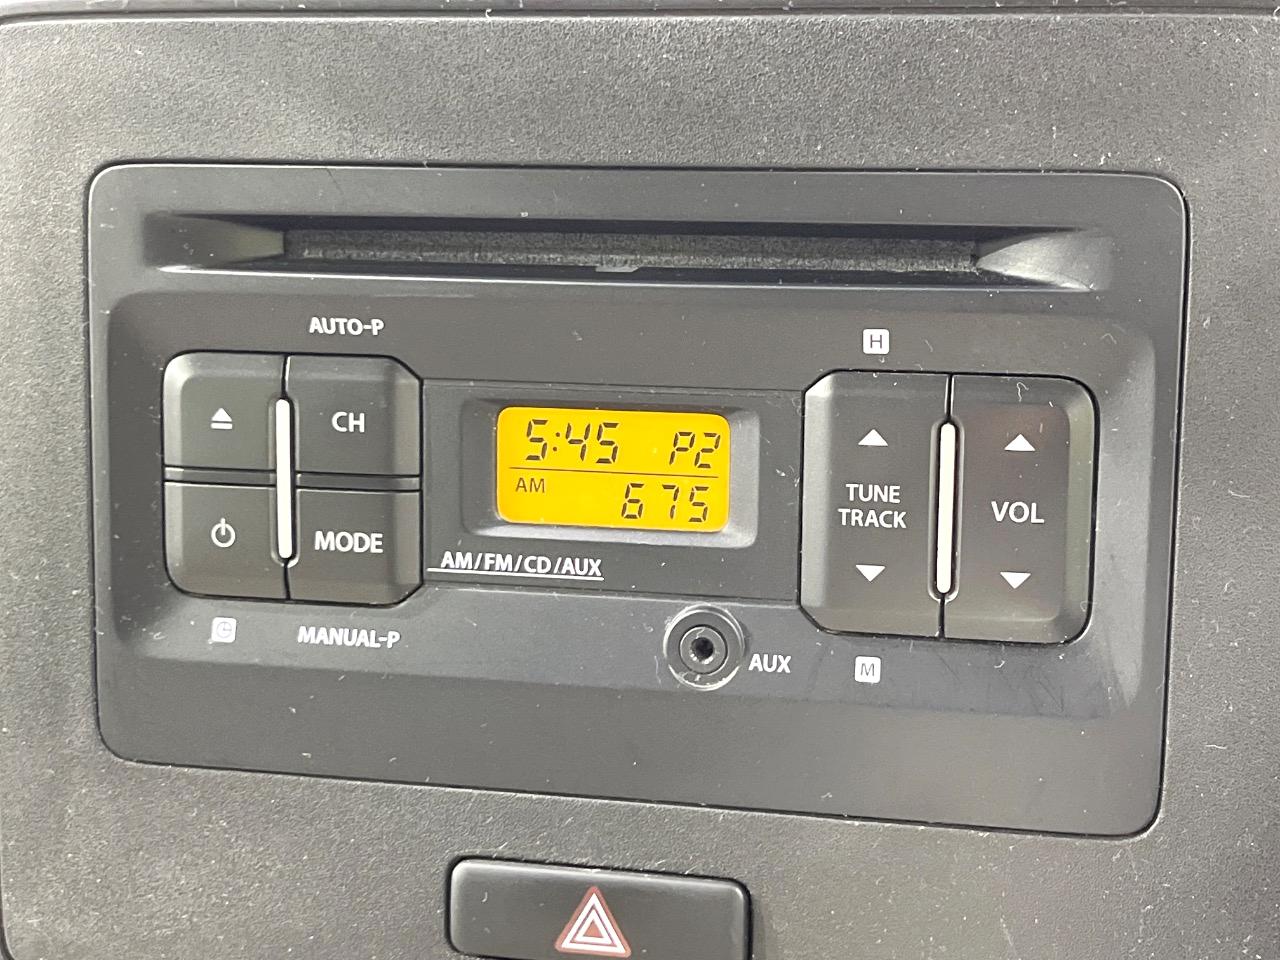 AUTO-P
H
CH
5:45 P2
AM 675
TUNE
TRACK
VOL
MODE
AM/FM/CD/AUX
MANUAL-P
AUX
M